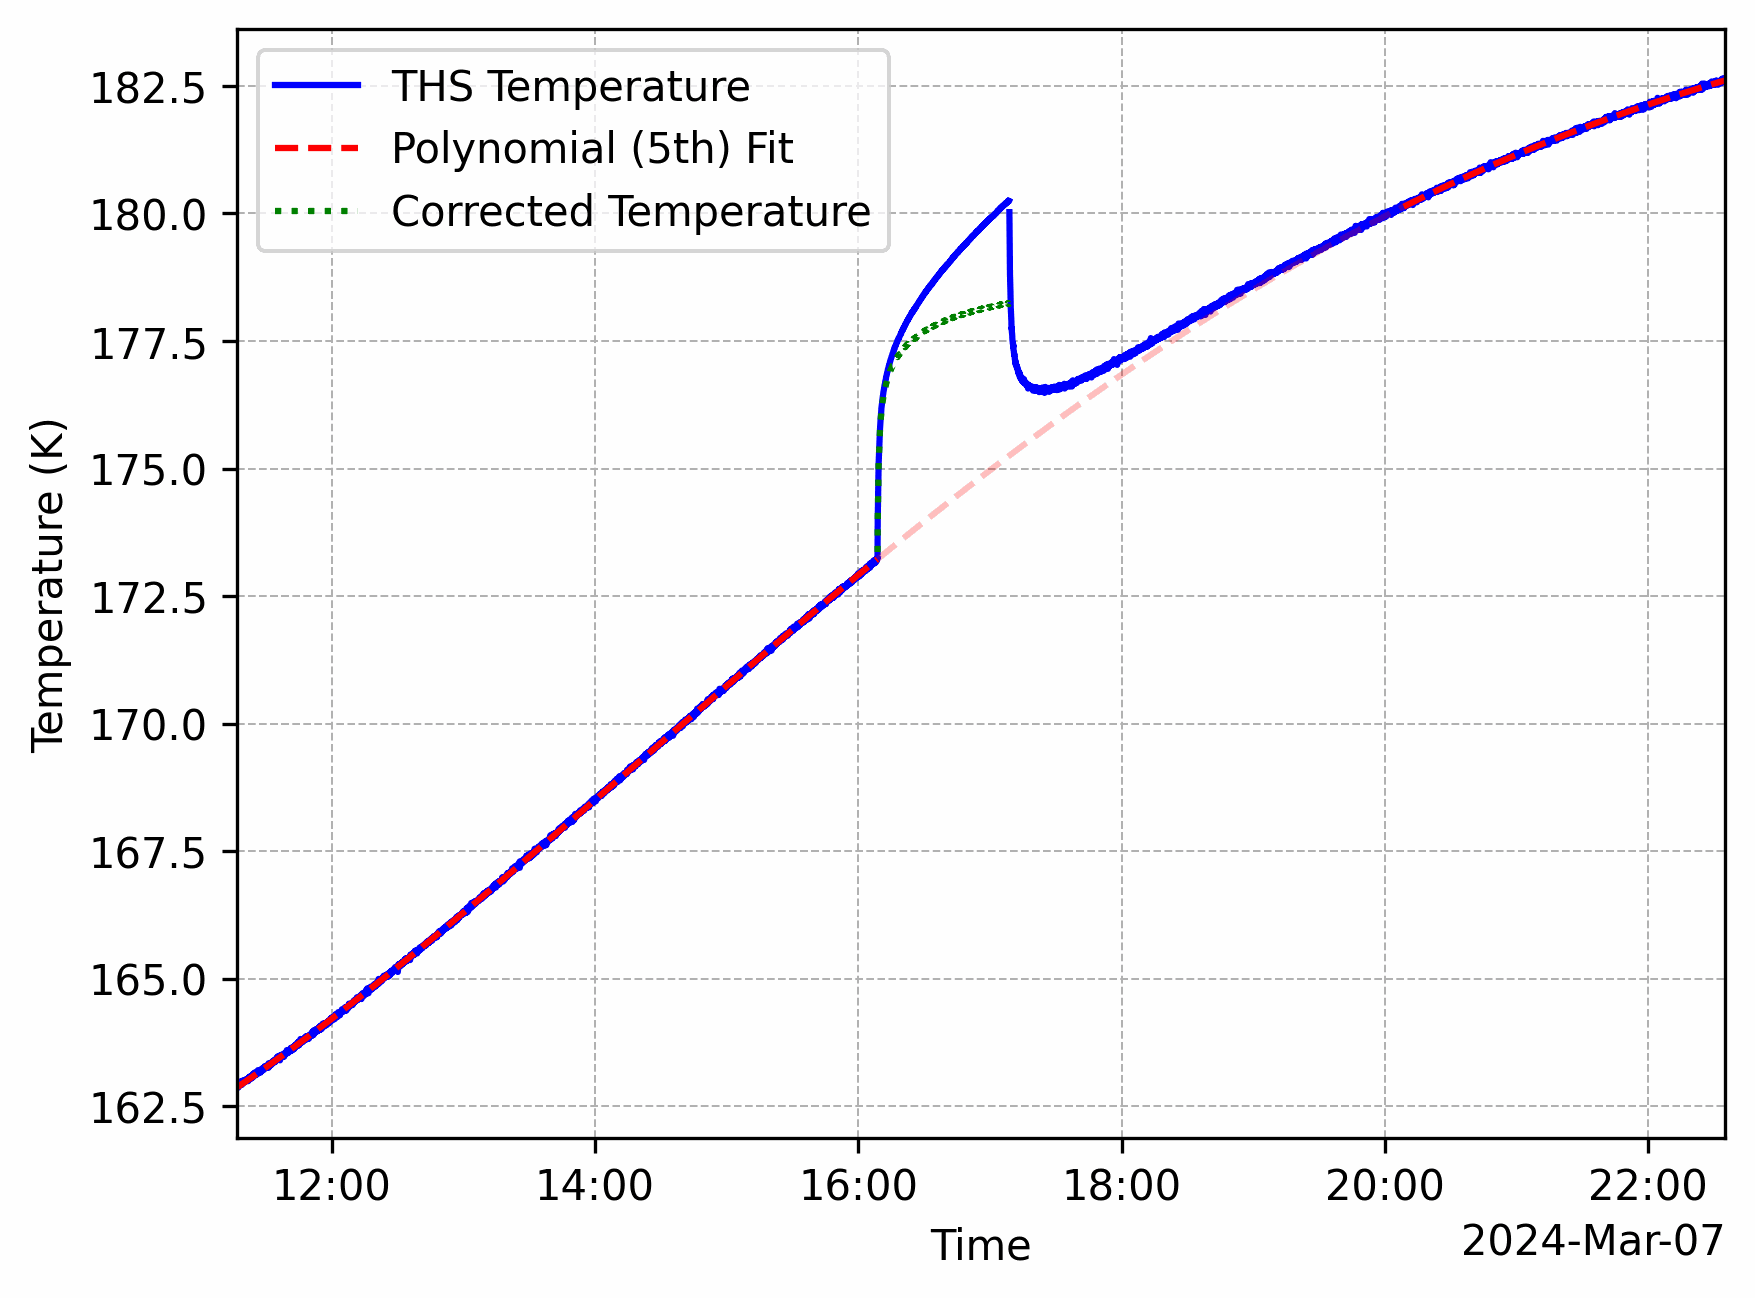 THS Temperature
Polynomial (5th) Fit
Corrected Temperature
182.5
180.0
177.5
175.0
172.5
170.0
167.5
165.0
162.5
Temperature (K)
12:00 14:00 16:00 18:00 20:00 22:00
Time
2024-Mar-07